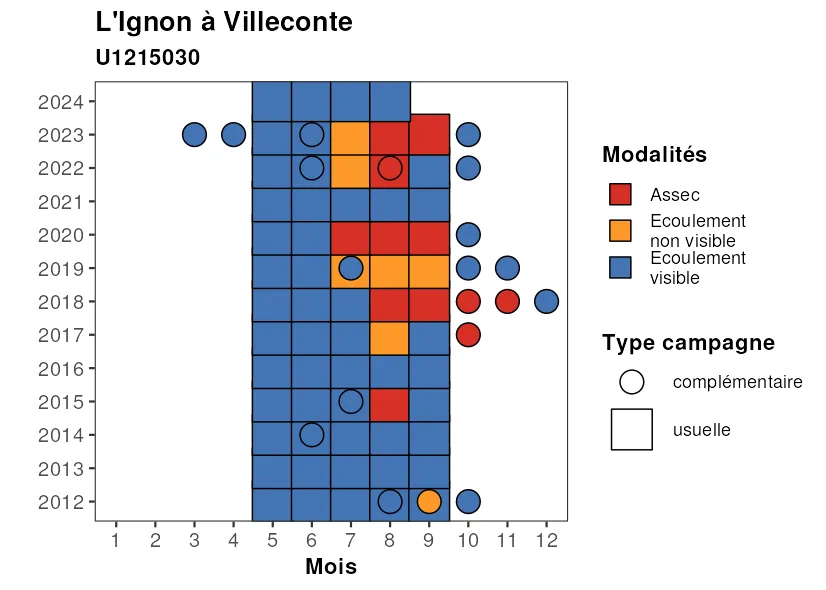 L'Ignon à Villeconte
U1215030
2024
2023
2022
2021
2020
2019
2018
2017
2016
2015
2014
2013
2012
1 2 3 4 5 6 7 8 9 10 11 12
Mois
Modalités
Assec
Ecoulement
non visible
Ecoulement
visible
Type campagne
complémentaire
usuelle